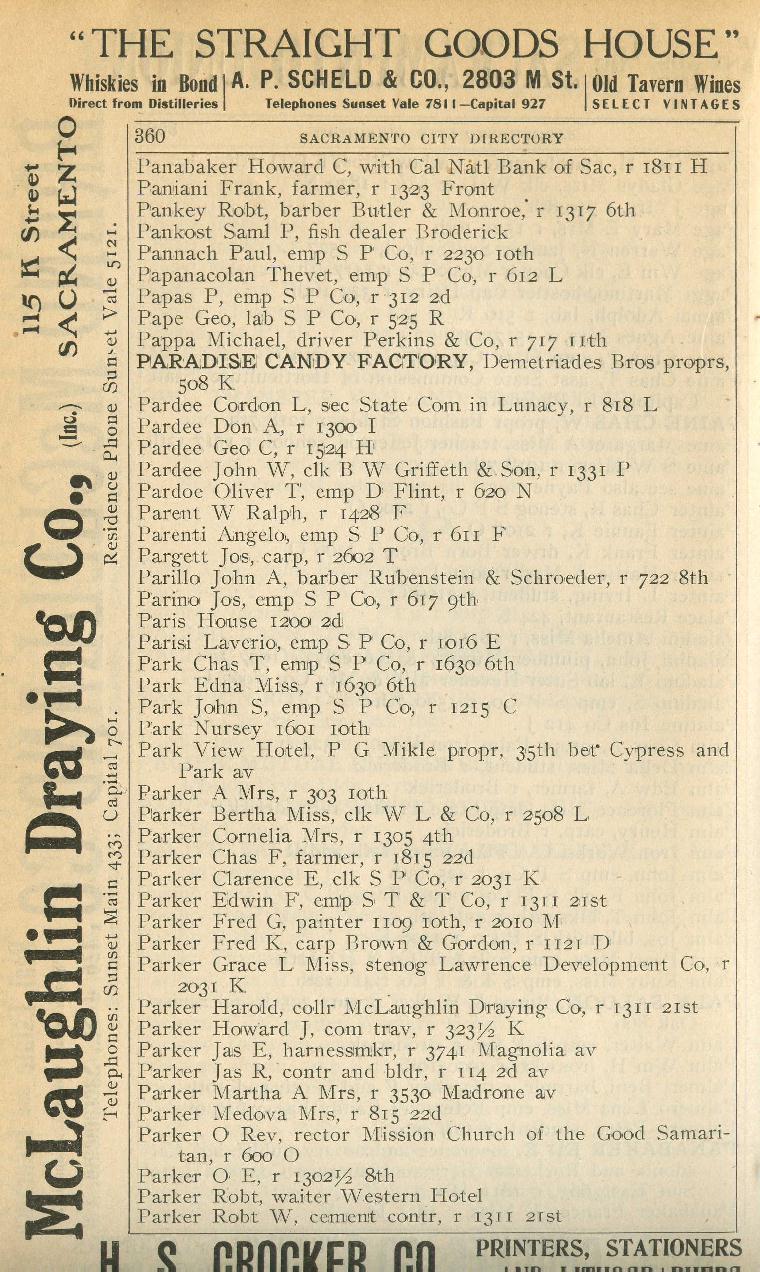 "THE STRAIGHT GOODS HOUSE"
Whiskies in Bond
Direct from Distilleries
A. P. SCHELD & CO., 2803 M St.
Telephones Sunset Vale 7811—Capital 927
Old Tavern Wines
SELECT VINTAGES
McLaughlin Draying Co., (Inc.)
115 K Street
SACRAMENTO
Telephones: Sunset Main 433; Capital 701. Residence Phone Sunset Vale 5121.
360 SACRAMENTO CITY DIRECTORY
Panabaker Howard C, with Cal Natl Bank of Sac, r 1811 H
Paniani Frank, farmer, r 1323 Front
Pankey Robt, barber Butler & Monroe, r 1317 6th
Pankost Saml P, fish dealer Broderick
Pannach Paul, emp S P Co, r 2230 10th
Papanacolan Thevet, emp S P Co, r 612 L
Papas P, emp S P Co, r 312 2d
Pape Geo, lab S P Co, r 525 R
Pappa Michael, driver Perkins & Co, r 717 11th
PARADISE CANDY FACTORY, Demetriades Bros proprs,
508 K
Pardee Cordon L, sec State Com in Lunacy, r 818 L
Pardee Don A, r 1300 I
Pardee Geo C, r 1524 H
Pardee John W, clk B W Griffeth & Son, r 1331 P
Pardoe Oliver T, emp D Flint, r 620 N
Parent W Ralph, r 1428 F
Parenti Angelo, emp S P Co, r 611 F
Pargett Jos, carp, r 2602 T
Parillo John A, barber Rubenstein & Schroeder, r 722 8th
Parino Jos, emp S P Co, r 617 9th
Paris House 1200 2d
Parisi Laverio, emp S P Co, r 1016 E
Park Chas T, emp S P Co, r 1630 6th
Park Edna Miss, r 1630 6th
Park John S, emp S P Co, r 1215 C
Park Nursey 1601 10th
Park View Hotel, P G Mikle propr, 35th bet Cypress and
Park av
Parker A Mrs, r 303 10th
Parker Bertha Miss, clk W L & Co, r 2508 L
Parker Cornelia Mrs, r 1305 4th
Parker Chas F, farmer, r 1815 22d
Parker Clarence E, clk S P Co, r 2031 K
Parker Edwin F, emp S T & T Co, r 1311 21st
Parker Fred G, painter 1109 10th, r 2010 M
Parker Fred K, carp Brown & Gordon, r 1121 D
Parker Grace L Miss, stenog Lawrence Development Co, r
2031 K
Parker Harold, collr McLaughlin Draying Co, r 1311 21st
Parker Howard J, com trav, r 323½ K
Parker Jas E, harnessmkr, r 3741 Magnolia av
Parker Jas R, contr and bldr, r 114 2d av
Parker Martha A Mrs, r 3530 Madrone av
Parker Medova Mrs, r 815 22d
Parker O Rev, rector Mission Church of the Good Samari-
tan, r 600 O
Parker O E, r 1302½ 8th
Parker Robt, waiter Western Hotel
Parker Robt W, cement contr, r 1311 21st
H. S. CROCKER CO
PRINTERS, STATIONERS
AND LITHOGRAPHERS